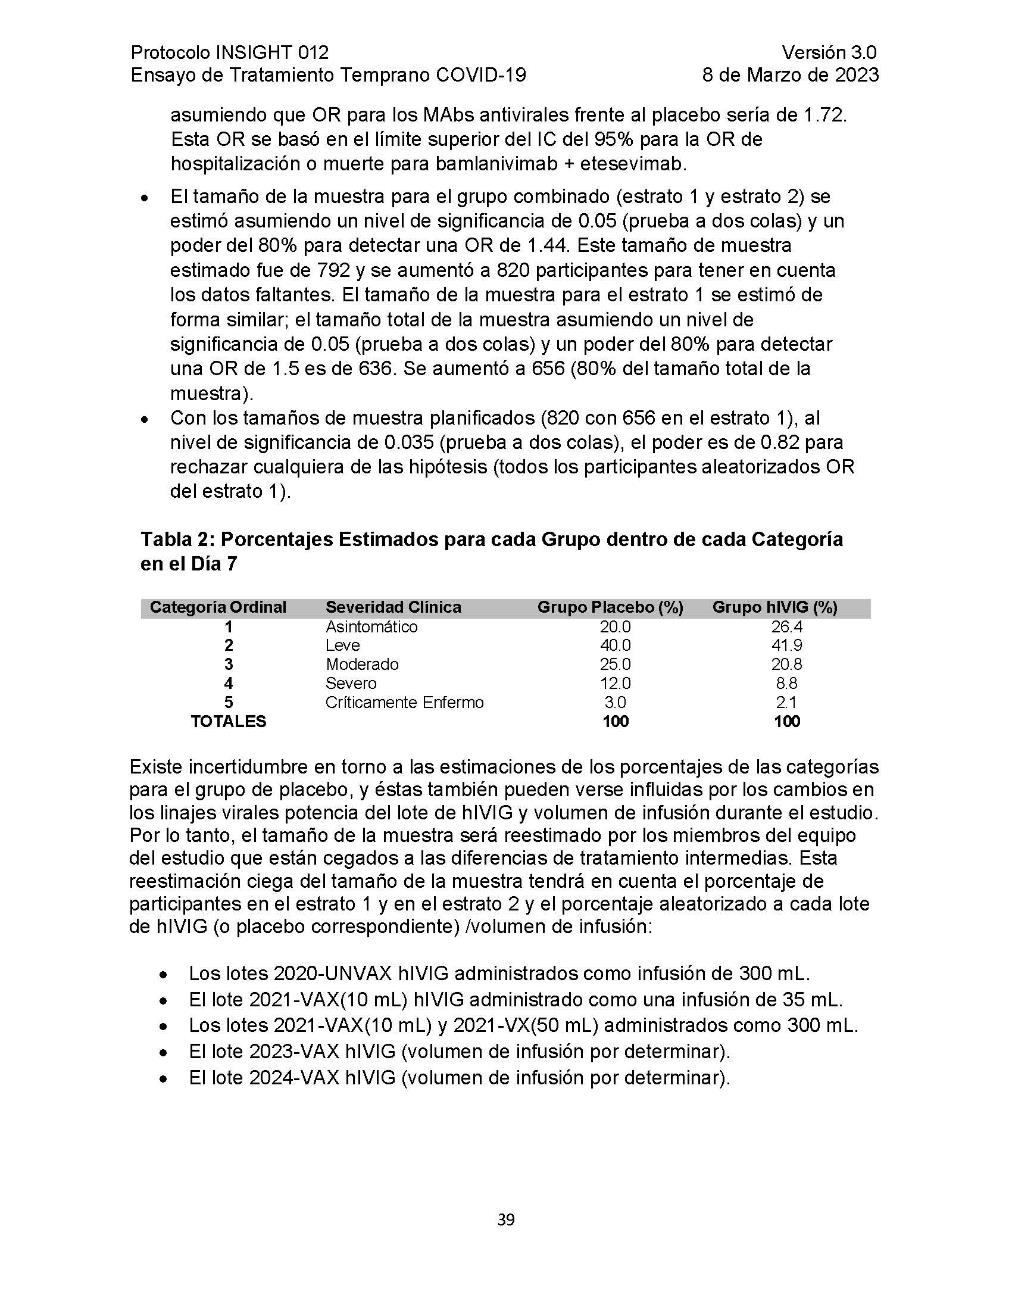 Protocolo INSIGHT 012 Versión 3.0
Ensayo de Tratamiento Temprano COVID-19 8 de Marzo de 2023
asumiendo que OR para los MAbs antivirales frente al placebo sería de 1.72.
Esta OR se basó en el límite superior del IC del 95% para la OR de
hospitalización o muerte para bamlanivimab + etesevimab.
• El tamaño de la muestra para el grupo combinado (estrato 1 y estrato 2) se
estimó asumiendo un nivel de significancia de 0.05 (prueba a dos colas) y un
poder del 80% para detectar una OR de 1.44. Este tamaño de muestra
estimado fue de 792 y se aumentó a 820 participantes para tener en cuenta
los datos faltantes. El tamaño de la muestra para el estrato 1 se estimó de
forma similar; el tamaño total de la muestra asumiendo un nivel de
significancia de 0.05 (prueba a dos colas) y un poder del 80% para detectar
una OR de 1.5 es de 636. Se aumentó a 656 (80% del tamaño total de la
muestra).
• Con los tamaños de muestra planificados (820 con 656 en el estrato 1), al
nivel de significancia de 0.035 (prueba a dos colas), el poder es de 0.82 para
rechazar cualquiera de las hipótesis (todos los participantes aleatorizados OR
del estrato 1).
Tabla 2: Porcentajes Estimados para cada Grupo dentro de cada Categoría
en el Día 7
Categoría Ordinal Severidad Clínica Grupo Placebo (%) Grupo hIVIG (%)
1 Asintomático 20.0 26.4
2 Leve 40.0 41.9
3 Moderado 25.0 20.8
4 Severo 12.0 8.8
5 Críticamente Enfermo 3.0 2.1
TOTALES 100 100
Existe incertidumbre en torno a las estimaciones de los porcentajes de las categorías
para el grupo de placebo, y éstas también pueden verse influidas por los cambios en
los linajes virales potencia del lote de hIVIG y volumen de infusión durante el estudio.
Por lo tanto, el tamaño de la muestra será reestimado por los miembros del equipo
del estudio que están cegados a las diferencias de tratamiento intermedias. Esta
reestimación ciega del tamaño de la muestra tendrá en cuenta el porcentaje de
participantes en el estrato 1 y en el estrato 2 y el porcentaje aleatorizado a cada lote
de hIVIG (o placebo correspondiente) /volumen de infusión:
• Los lotes 2020-UNVAX hIVIG administrados como infusión de 300 mL.
• El lote 2021-VAX(10 mL) hIVIG administrado como una infusión de 35 mL.
• Los lotes 2021-VAX(10 mL) y 2021-VX(50 mL) administrados como 300 mL.
• El lote 2023-VAX hIVIG (volumen de infusión por determinar).
• El lote 2024-VAX hIVIG (volumen de infusión por determinar).
39